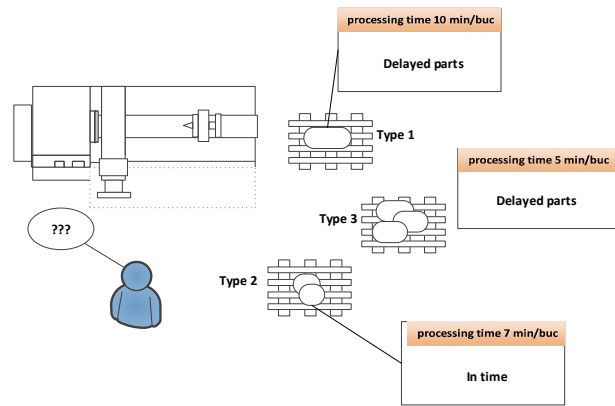 processing time 10 min/buc
Delayed parts
Type 1
processing time 5 min/buc
Delayed parts
Type 3
???
Type 2
processing time 7 min/buc
In time